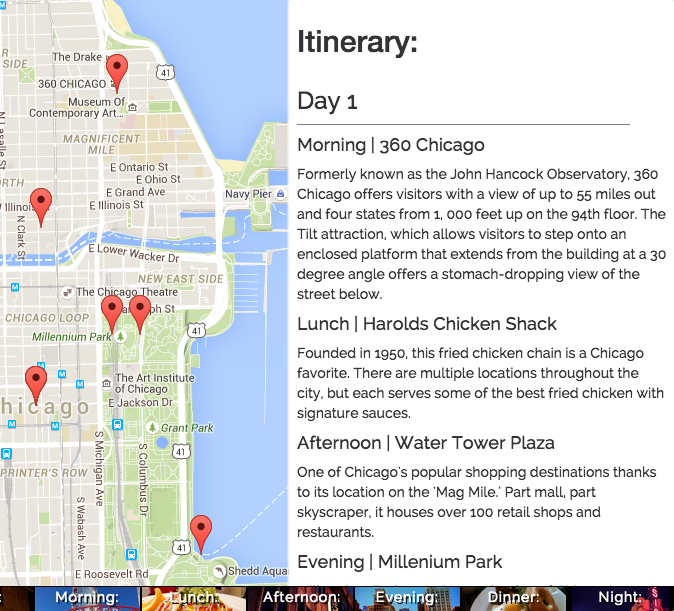 The Drake
41
360 CHICAGO
Museum Of
Contemporary Art...
MAGNIFICENT
MILE
N Lasalle St
E Ontario St
E Ohio St
E Grand Ave
E Illinois St
Navy Pier
W Illinois
N Clark St
E Lower Wacker Dr
NEW EAST SIDE
The Chicago Theatre
CHICAGO LOOP
Millennium Park
41
The Art Institute
of Chicago
E Jackson Dr
hicago
Grant Park
41
PRINTER'S ROW
S Michigan Ave
S Columbus Dr
S Wabash Ave
41
Shedd Aqua
E Roosevelt Rd
Itinerary:
Day 1
Morning | 360 Chicago
Formerly known as the John Hancock Observatory, 360
Chicago offers visitors with a view of up to 55 miles out
and four states from 1, 000 feet up on the 94th floor. The
Tilt attraction, which allows visitors to step onto an
enclosed platform that extends from the building at a 30
degree angle offers a stomach-dropping view of the
street below.
Lunch | Harolds Chicken Shack
Founded in 1950, this fried chicken chain is a Chicago
favorite. There are multiple locations throughout the
city, but each serves some of the best fried chicken with
signature sauces.
Afternoon | Water Tower Plaza
One of Chicago's popular shopping destinations thanks
to its location on the 'Mag Mile.' Part mall, part
skyscraper, it houses over 100 retail shops and
restaurants.
Evening | Millenium Park
Morning: Lunch: Afternoon: Evening: Dinner: Night: